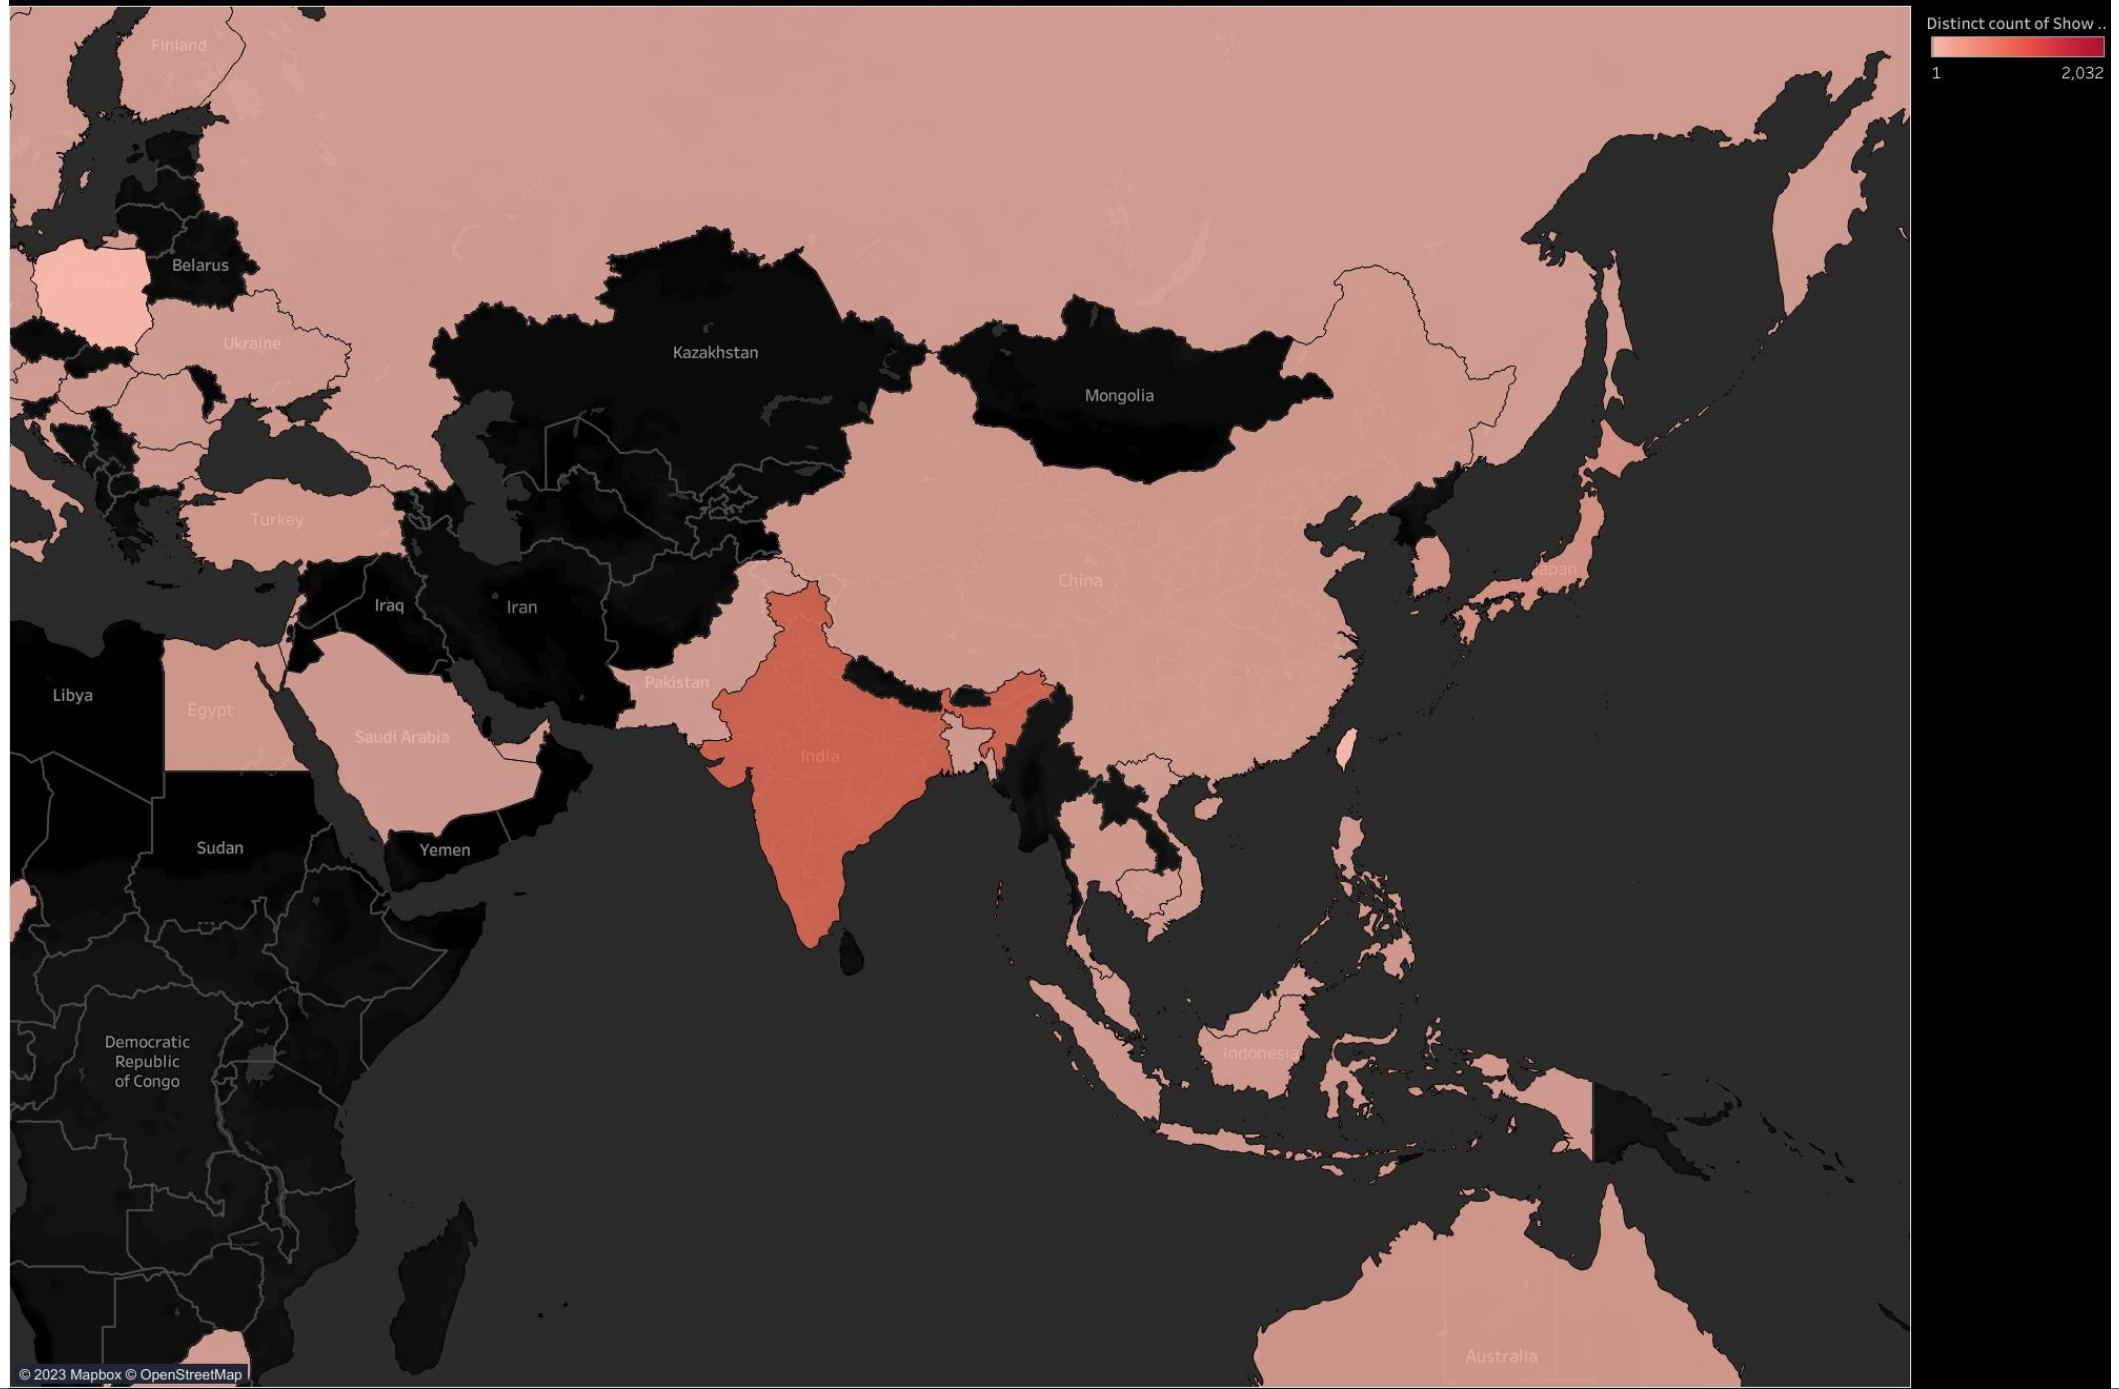 Distinct count of Show ..
1 2,032
Finland
Belarus
Poland
Ukraine
Kazakhstan
Mongolia
Turkey
Japan
China
Iraq
Iran
Pakistan
Libya
Egypt
Saudi Arabia
India
Sudan
Yemen
Democratic
Republic
of Congo
Indonesia
Australia
© 2023 Mapbox © OpenStreetMap